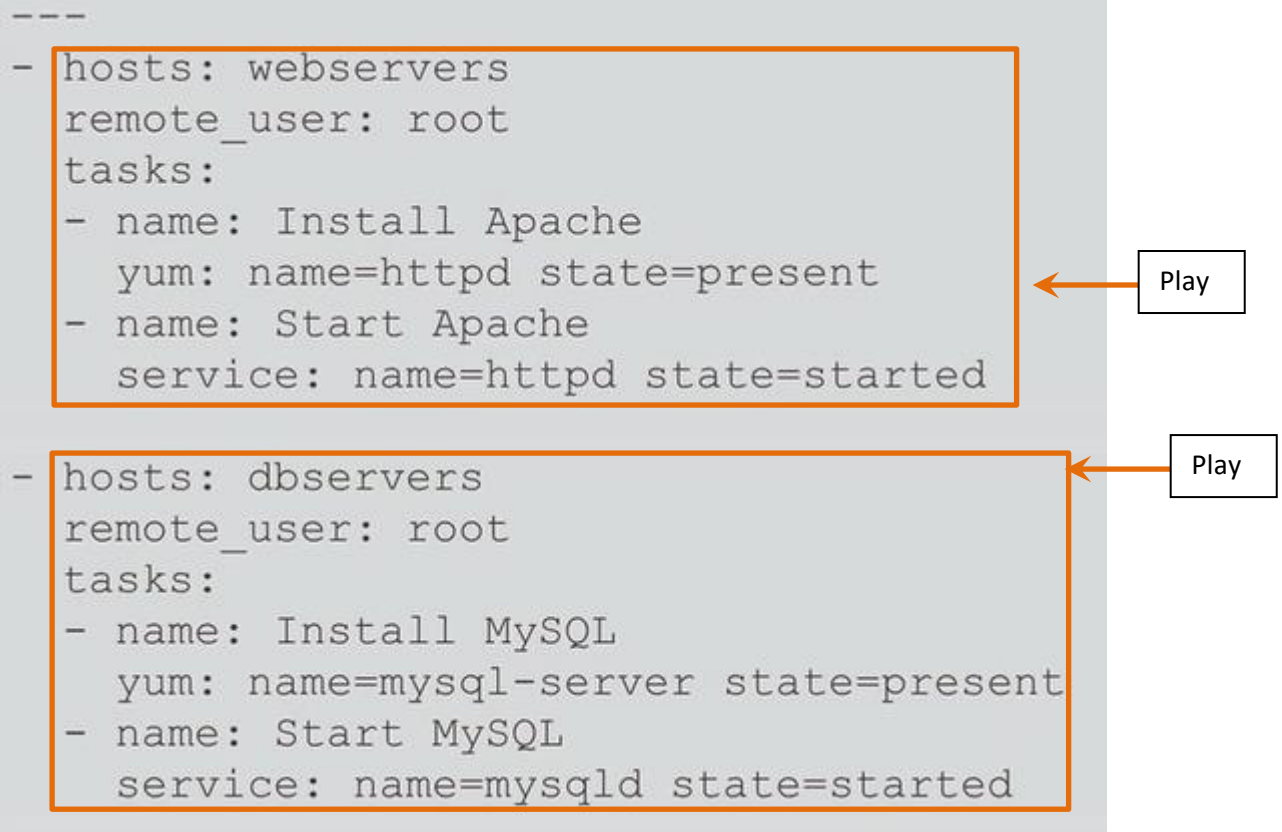 ---
- hosts: webservers
  remote_user: root
  tasks:
  - name: Install Apache
    yum: name=httpd state=present
  - name: Start Apache
    service: name=httpd state=started
Play
- hosts: dbservers
  remote_user: root
  tasks:
  - name: Install MySQL
    yum: name=mysql-server state=present
  - name: Start MySQL
    service: name=mysqld state=started
Play